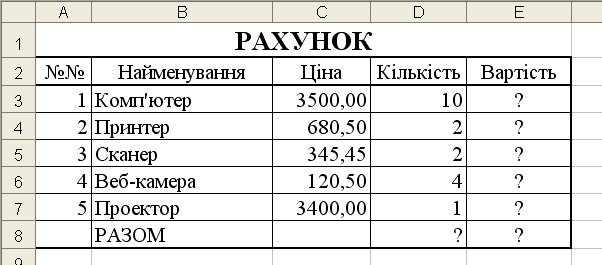 A B C D E
1 РАХУНОК
2 №№ Найменування Ціна Кількість Вартість
3 1 Комп'ютер 3500,00 10 ?
4 2 Принтер 680,50 2 ?
5 3 Сканер 345,45 2 ?
6 4 Веб-камера 120,50 4 ?
7 5 Проектор 3400,00 1 ?
8 РАЗОМ ? ?